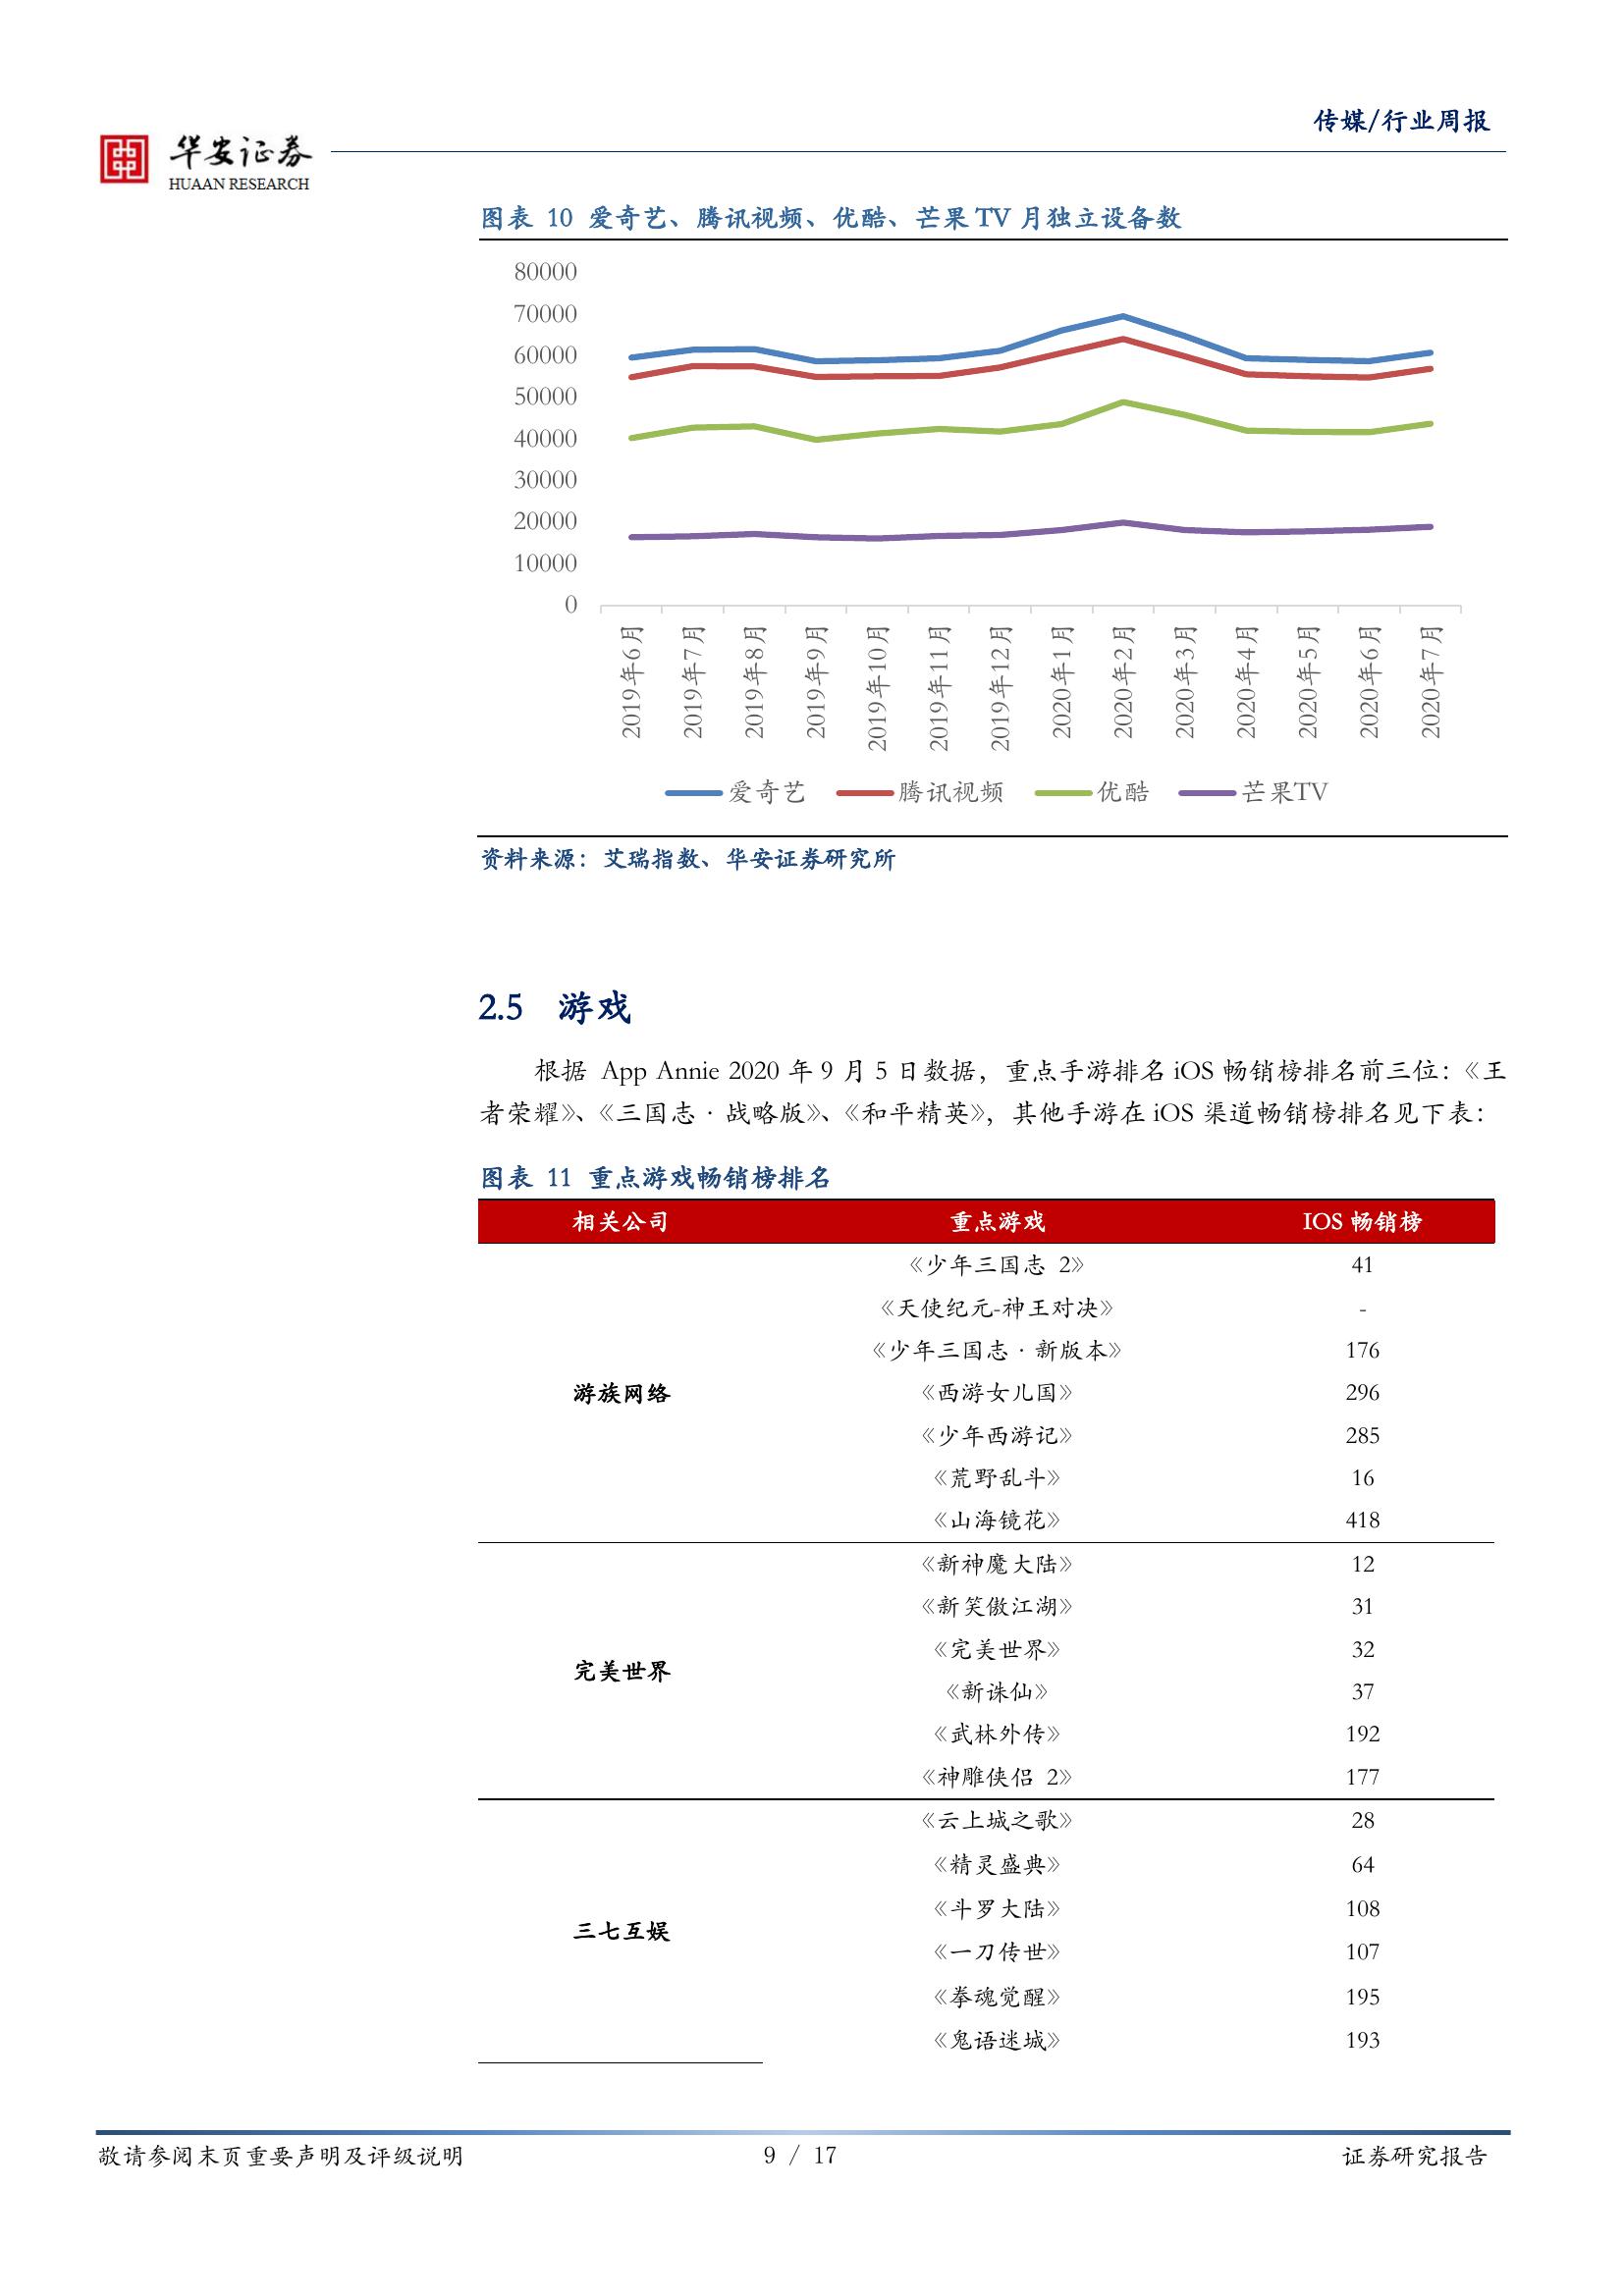 传媒/行业周报
华安证券
HUAAN RESEARCH
图表 10 爱奇艺、腾讯视频、优酷、芒果 TV 月独立设备数
80000
70000
60000
50000
40000
30000
20000
10000
0
2019年6月
2019年7月
2019年8月
2019年9月
2019年10月
2019年11月
2019年12月
2020年1月
2020年2月
2020年3月
2020年4月
2020年5月
2020年6月
2020年7月
爱奇艺 腾讯视频 优酷 芒果TV
资料来源：艾瑞指数、华安证券研究所
2.5 游戏
根据 App Annie 2020 年 9 月 5 日数据，重点手游排名 iOS 畅销榜排名前三位：《王
者荣耀》、《三国志·战略版》、《和平精英》，其他手游在 iOS 渠道畅销榜排名见下表：
图表 11 重点游戏畅销榜排名
相关公司 重点游戏 IOS 畅销榜
《少年三国志 2》 41
《天使纪元-神王对决》 -
《少年三国志·新版本》 176
游族网络 《西游女儿国》 296
《少年西游记》 285
《荒野乱斗》 16
《山海镜花》 418
《新神魔大陆》 12
《新笑傲江湖》 31
《完美世界》 32
完美世界
《新诛仙》 37
《武林外传》 192
《神雕侠侣 2》 177
《云上城之歌》 28
《精灵盛典》 64
《斗罗大陆》 108
三七互娱
《一刀传世》 107
《拳魂觉醒》 195
《鬼语迷城》 193
敬请参阅末页重要声明及评级说明 9 / 17 证券研究报告